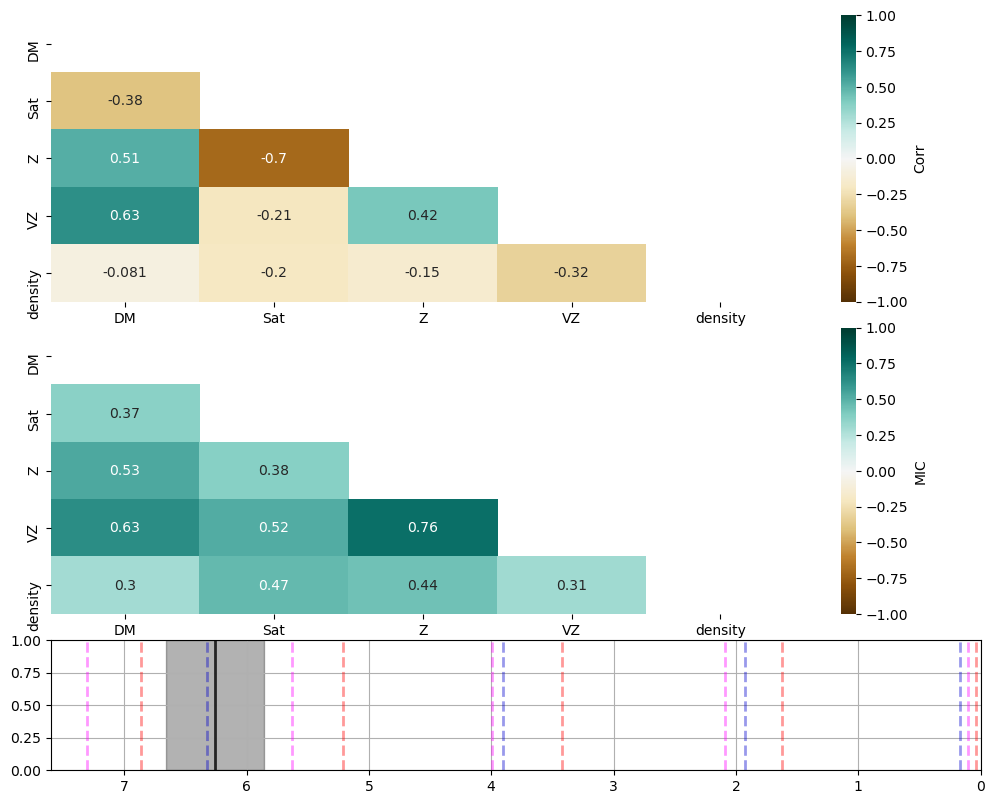 DM
Sat
Z
VZ
density
-0.38
0.51 -0.7
0.63 -0.21 0.42
-0.081 -0.2 -0.15 -0.32
DM Sat Z VZ density
1.00
0.75
0.50
0.25
0.00
−0.25
−0.50
−0.75
−1.00
Corr
DM
Sat
Z
VZ
density
0.37
0.53 0.38
0.63 0.52 0.76
0.3 0.47 0.44 0.31
DM Sat Z VZ density
1.00
0.75
0.50
0.25
0.00
−0.25
−0.50
−0.75
−1.00
MIC
1.00
0.75
0.50
0.25
0.00
7 6 5 4 3 2 1 0